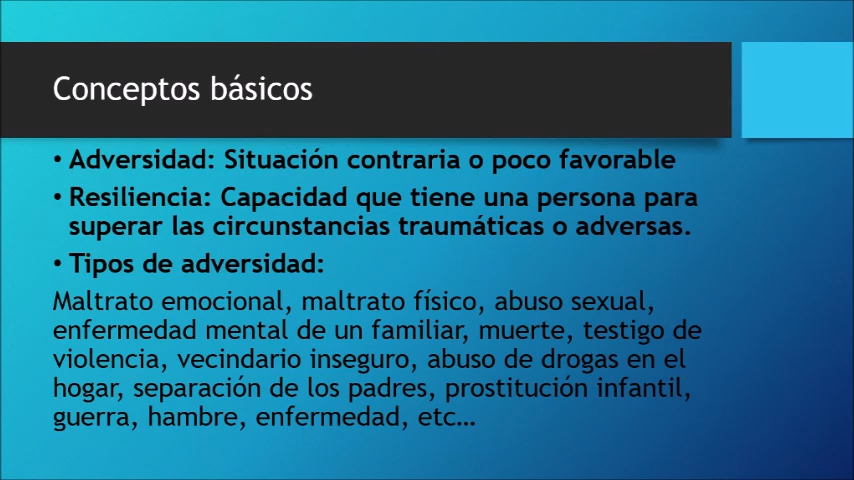 Conceptos básicos
• Adversidad: Situación contraria o poco favorable
• Resiliencia: Capacidad que tiene una persona para
superar las circunstancias traumáticas o adversas.
• Tipos de adversidad:
Maltrato emocional, maltrato físico, abuso sexual,
enfermedad mental de un familiar, muerte, testigo de
violencia, vecindario inseguro, abuso de drogas en el
hogar, separación de los padres, prostitución infantil,
guerra, hambre, enfermedad, etc…